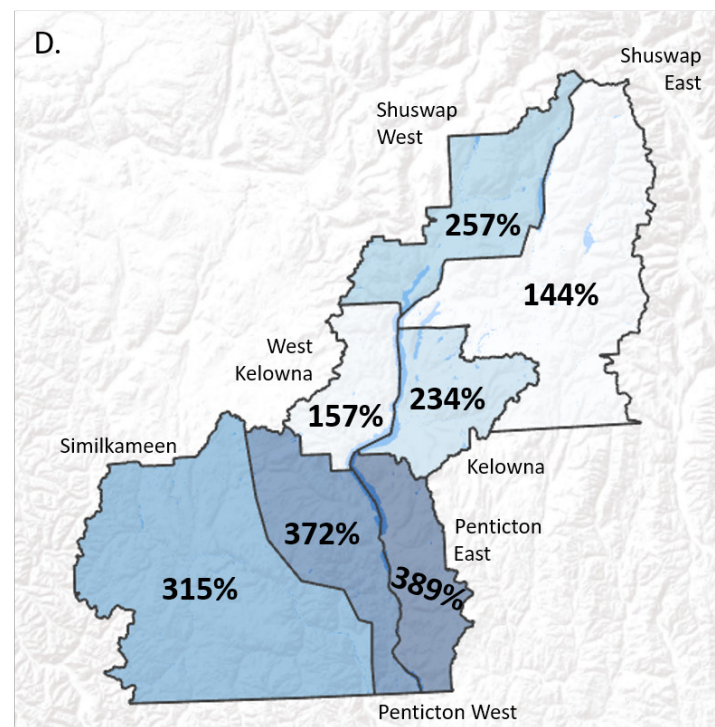 D.
Shuswap
East
Shuswap
West
257%
144%
West
Kelowna
157%
234%
Similkameen
Kelowna
372%
Penticton
East
315%
389%
Penticton West